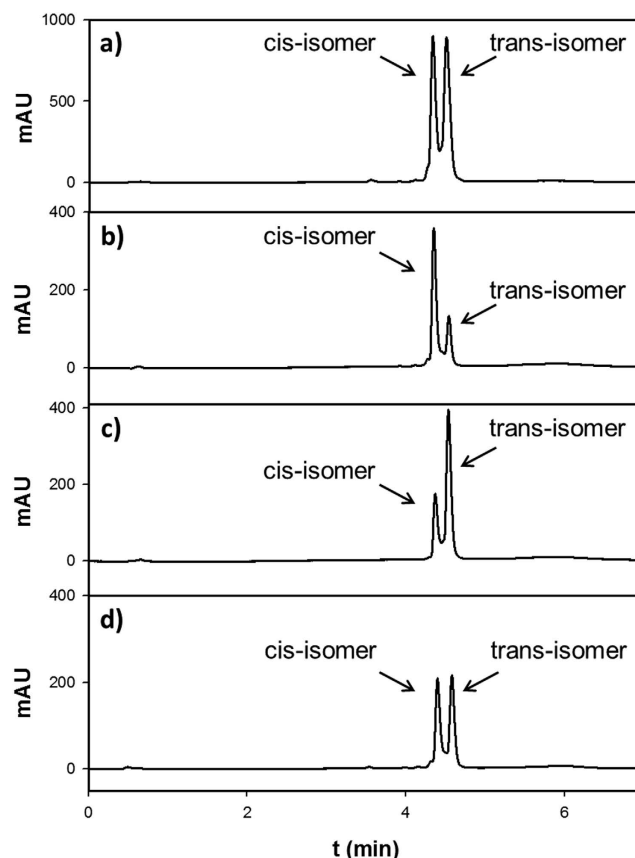 1000
a)
cis-isomer trans-isomer
mAU
500
0
400
b)
cis-isomer
trans-isomer
mAU
200
0
400
c)
trans-isomer
cis-isomer
mAU
200
0
400
d)
cis-isomer trans-isomer
mAU
200
0
0 2 4 6
t (min)